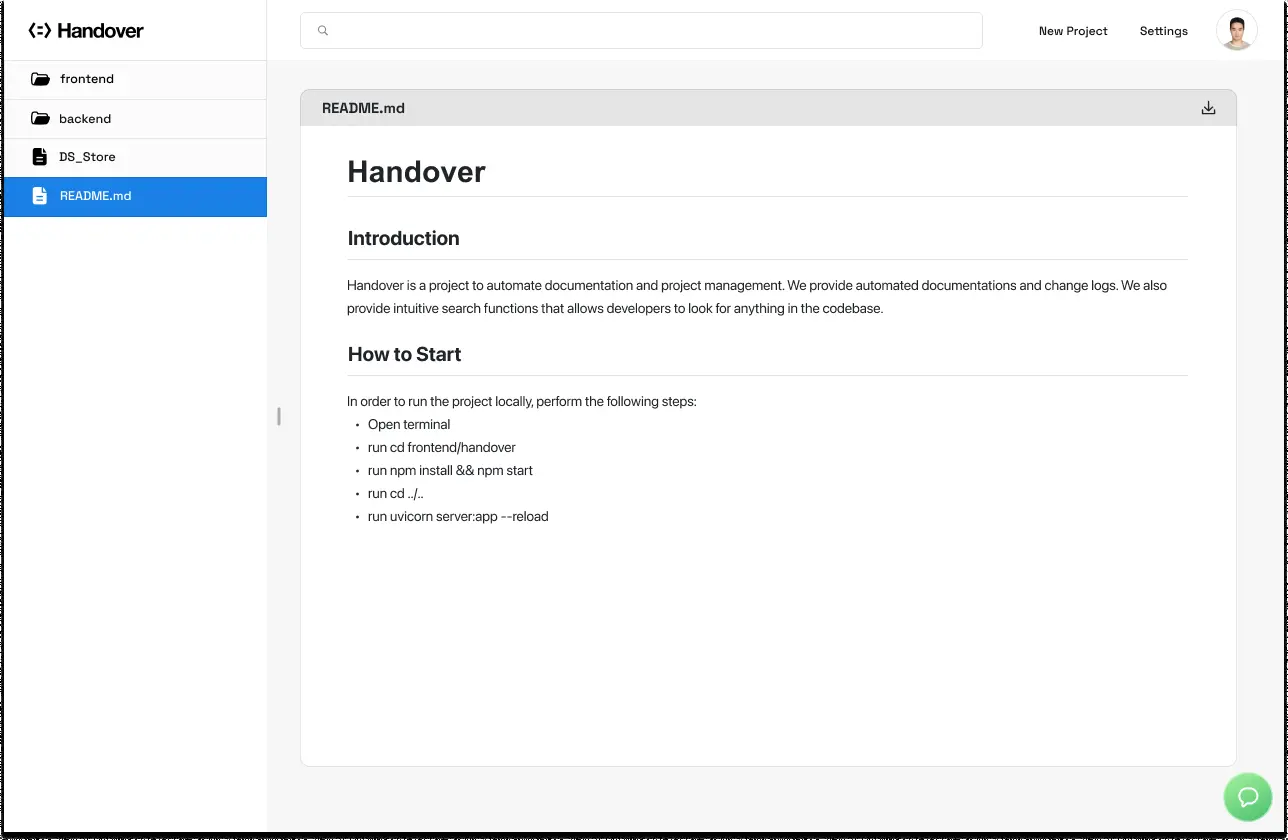 Handover
New Project
Settings
frontend
backend
DS_Store
README.md
README.md
Handover
Introduction
Handover is a project to automate documentation and project management. We provide automated documentations and change logs. We also
provide intuitive search functions that allows developers to look for anything in the codebase.
How to Start
In order to run the project locally, perform the following steps:
• Open terminal
• run cd frontend/handover
• run npm install && npm start
• run cd ../..
• run uvicorn server:app --reload